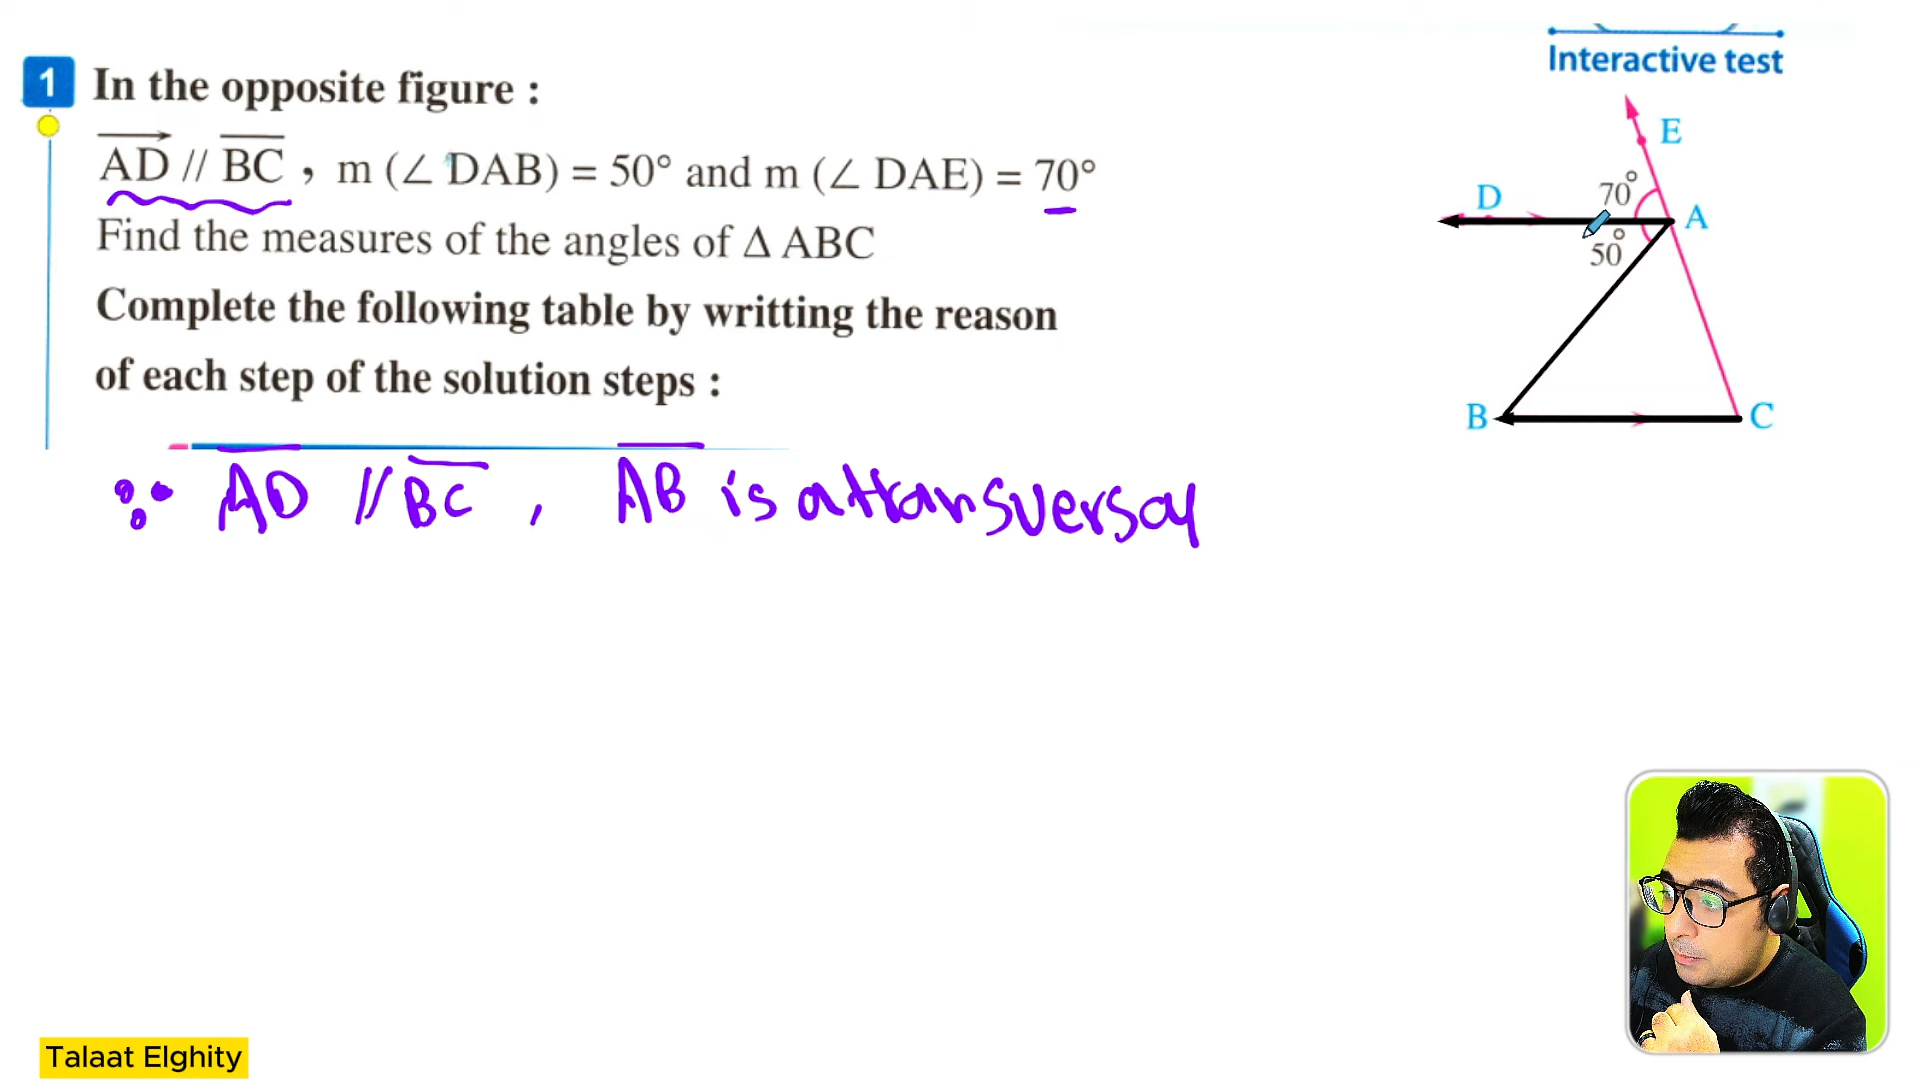 Interactive test
1 In the opposite figure :
AD // BC , m (∠ DAB) = 50° and m (∠ DAE) = 70°
Find the measures of the angles of Δ ABC
Complete the following table by writting the reason
of each step of the solution steps :
E
D 70° A
50°
B C
∵ AD // BC , AB is a transversal
Talaat Elghity